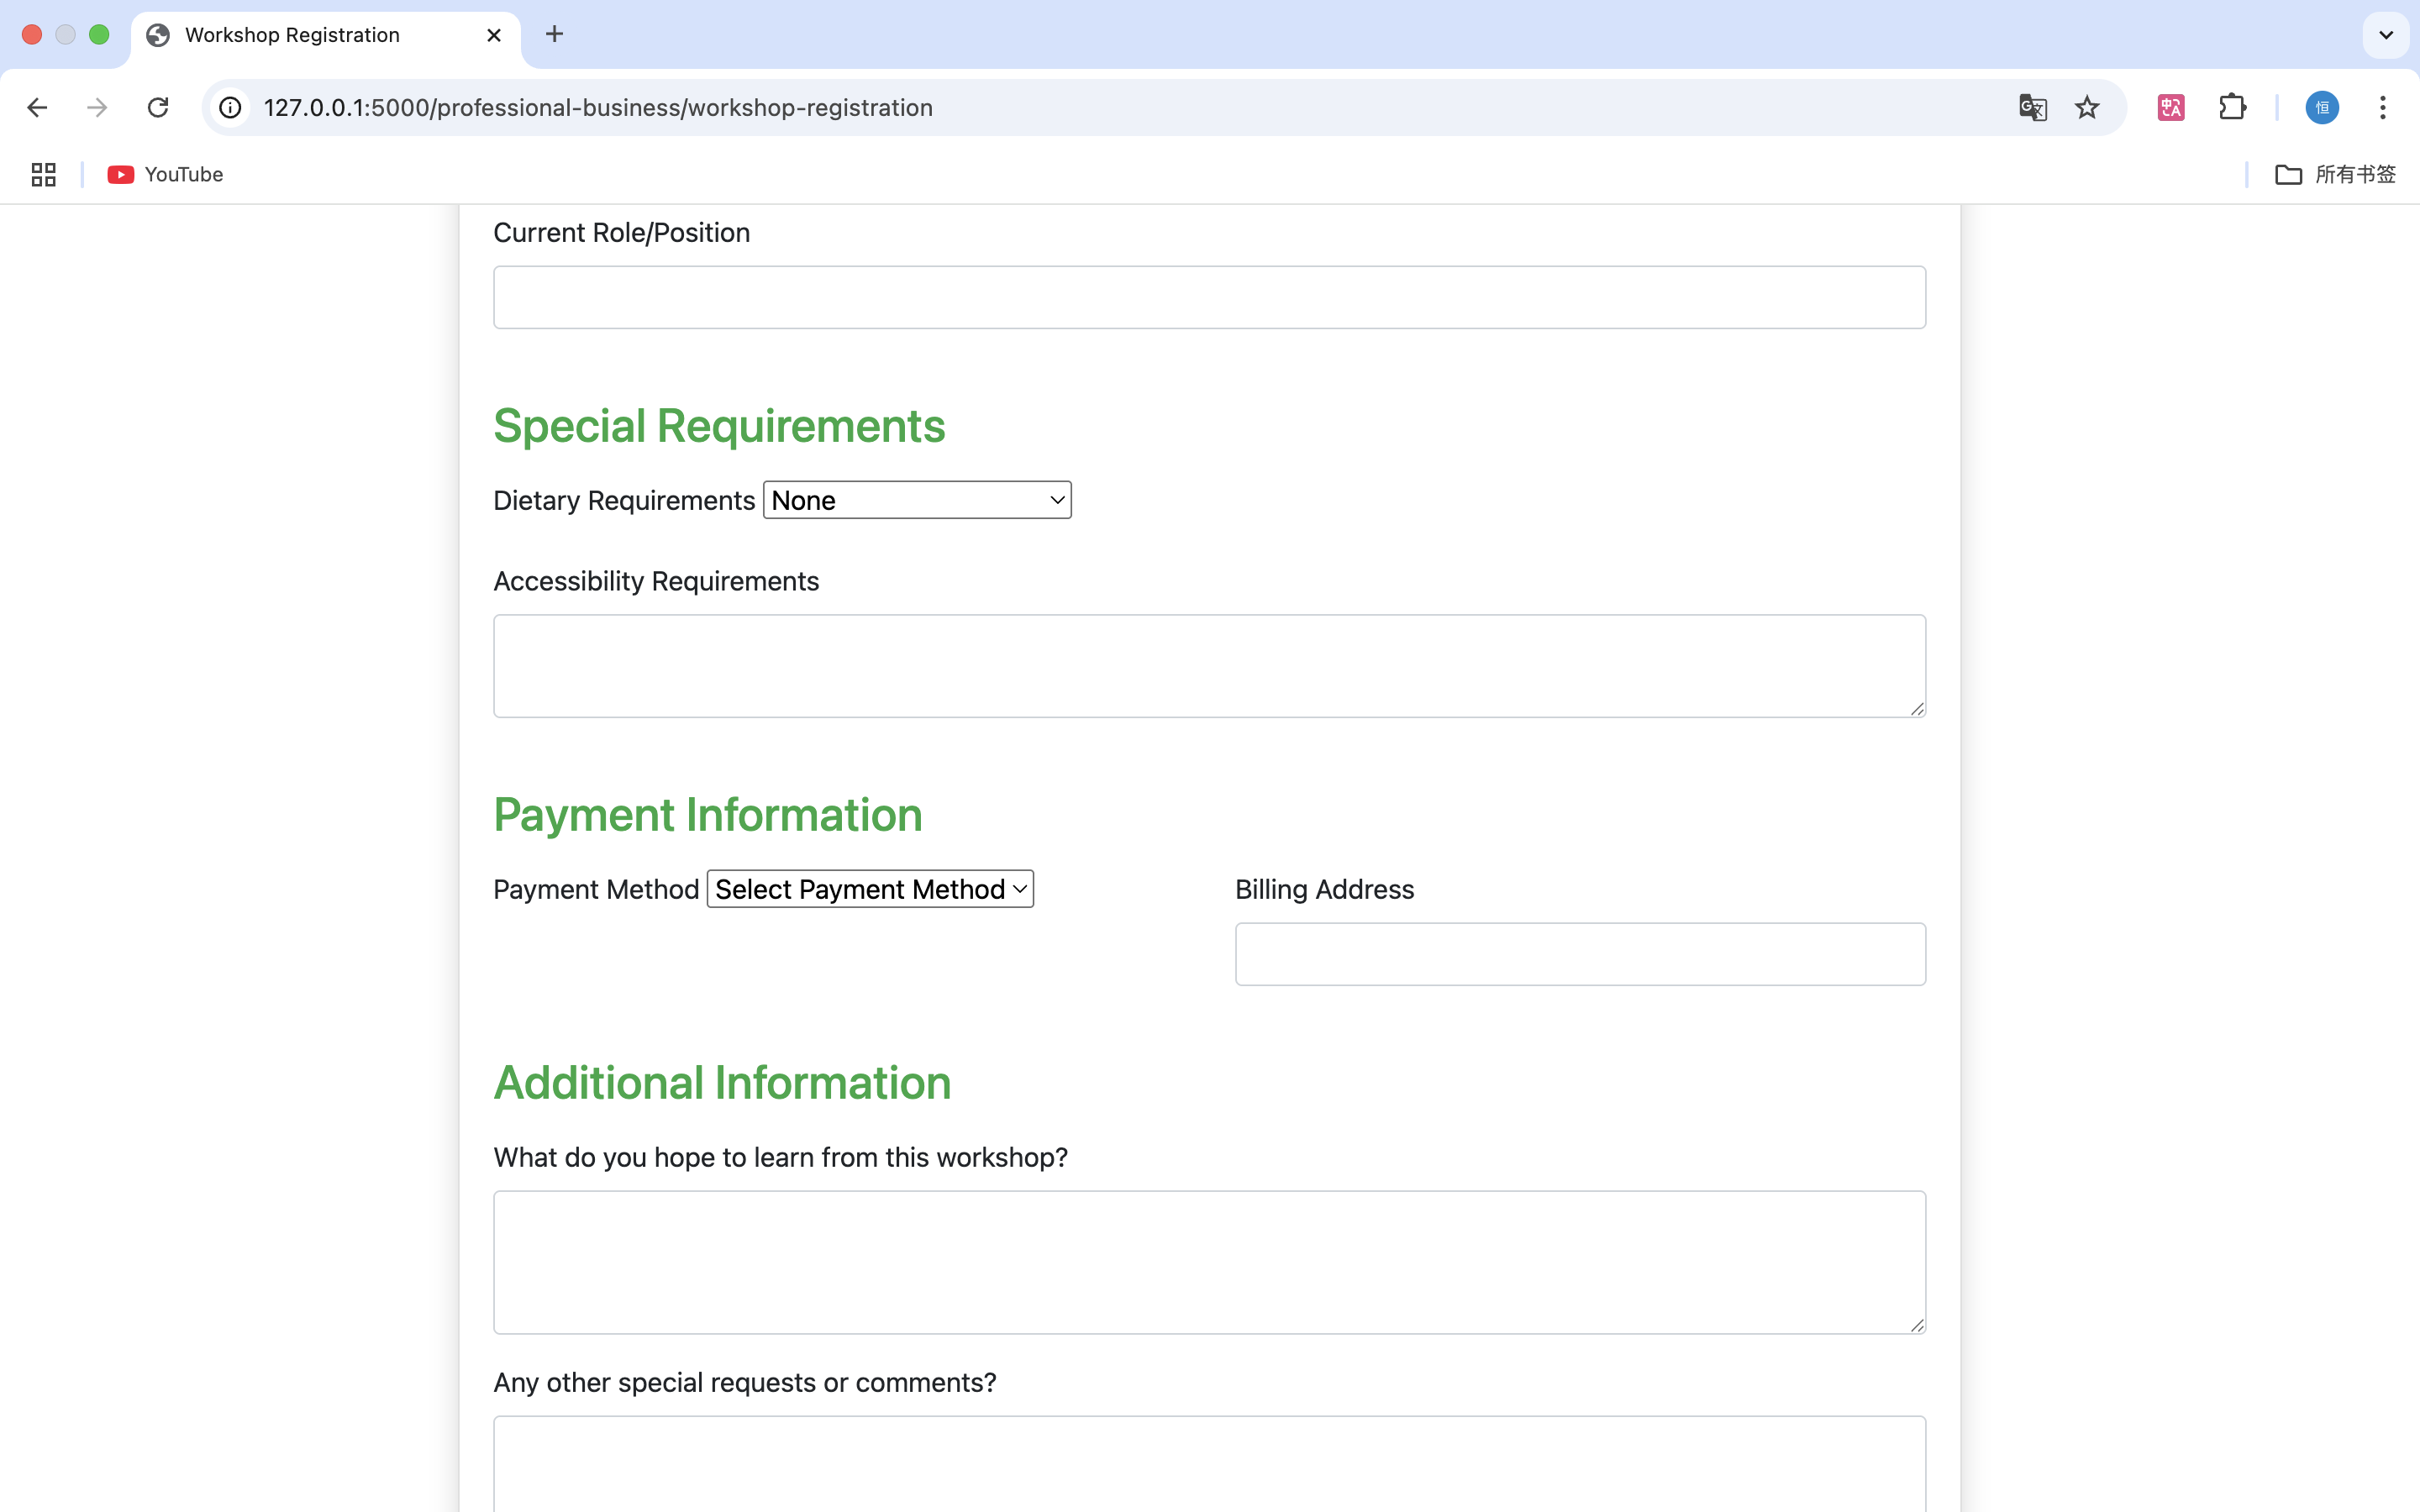 Workshop Registration
127.0.0.1:5000/professional-business/workshop-registration
恒
YouTube
所有书签
Current Role/Position
Special Requirements
Dietary Requirements None
Accessibility Requirements
Payment Information
Payment Method Select Payment Method
Billing Address
Additional Information
What do you hope to learn from this workshop?
Any other special requests or comments?